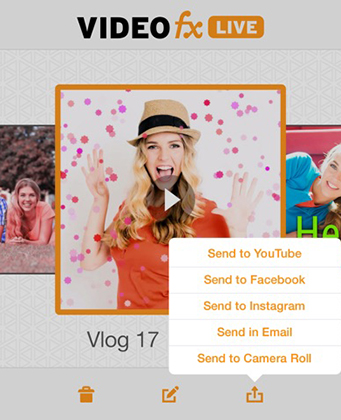 VIDEO fx LIVE
He
Send to YouTube
Send to Facebook
Send to Instagram
Send in Email
Send to Camera Roll
Vlog 17